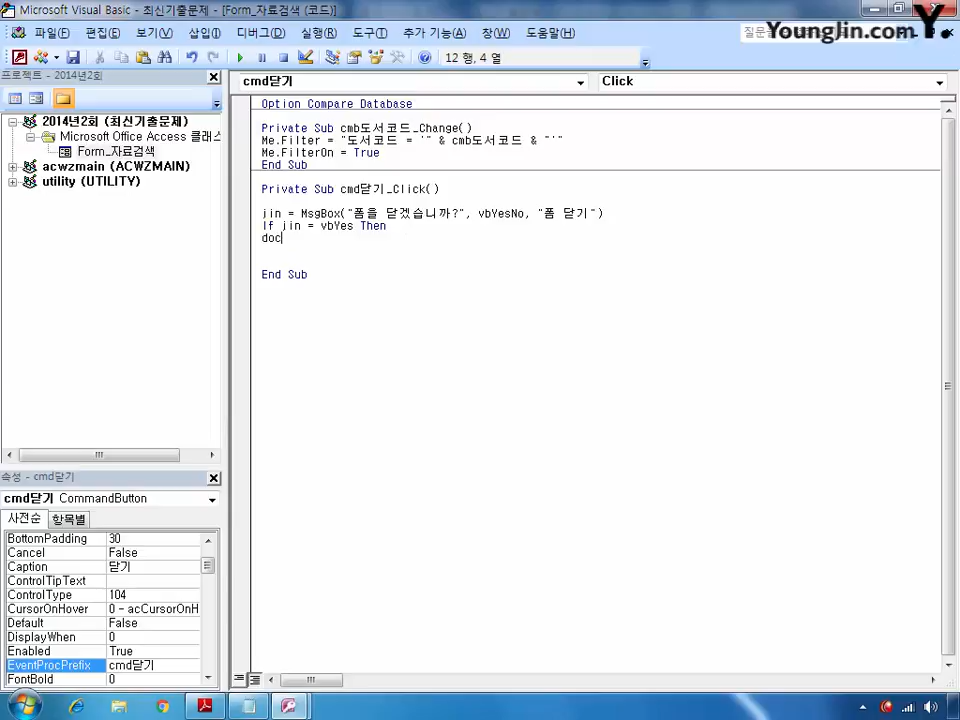 Microsoft Visual Basic - 최신기출문제 - [Form_자료검색 (코드)]
파일(F) 편집(E) 보기(V) 삽입(I) 디버그(D) 실행(R) 도구(T) 추가 기능(A) 창(W) 도움말(H)
YoungJin.com Y
12 행, 4 열
프로젝트 - 2014년2회
2014년2회 (최신기출문제)
Microsoft Office Access 클래스
Form_자료검색
acwzmain (ACWZMAIN)
utility (UTILITY)
cmd닫기 Click
Option Compare Database
Private Sub cmb도서코드_Change()
Me.Filter = "도서코드 = '" & cmb도서코드 & "'"
Me.FilterOn = True
End Sub
Private Sub cmd닫기_Click()
jin = MsgBox("폼을 닫겠습니까?", vbYesNo, "폼 닫기")
If jin = vbYes Then
doc
End Sub
속성 - cmd닫기
cmd닫기 CommandButton
사전순 항목별
BottomPadding 30
Cancel False
Caption 닫기
ControlTipText
ControlType 104
CursorOnHover 0 - acCursorOnH
Default False
DisplayWhen 0
Enabled True
EventProcPrefix cmd닫기
FontBold 0